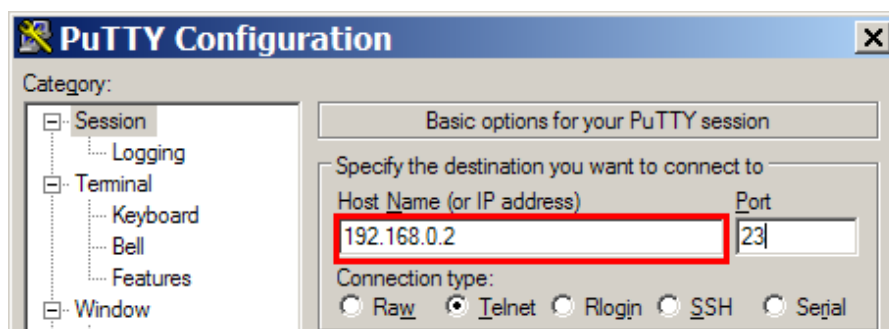 PuTTY Configuration
Category:
Session
Logging
Terminal
Keyboard
Bell
Features
Window
Basic options for your PuTTY session
Specify the destination you want to connect to
Host Name (or IP address) Port
192.168.0.2 23
Connection type:
Raw Telnet Rlogin SSH Serial